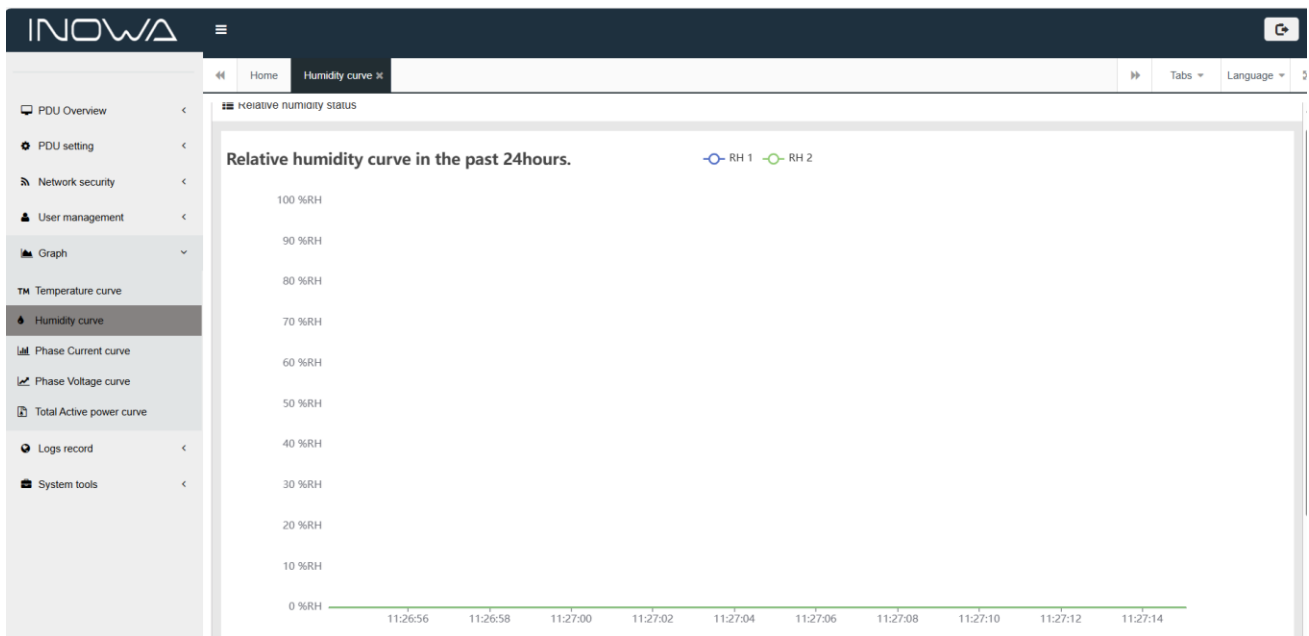 INOWA
Home
Humidity curve
Tabs
Language
PDU Overview
PDU setting
Network security
User management
Graph
TM Temperature curve
Humidity curve
Phase Current curve
Phase Voltage curve
Total Active power curve
Logs record
System tools
Relative humidity status
Relative humidity curve in the past 24hours.
RH 1
RH 2
100 %RH
90 %RH
80 %RH
70 %RH
60 %RH
50 %RH
40 %RH
30 %RH
20 %RH
10 %RH
0 %RH
11:26:56 11:26:58 11:27:00 11:27:02 11:27:04 11:27:06 11:27:08 11:27:10 11:27:12 11:27:14